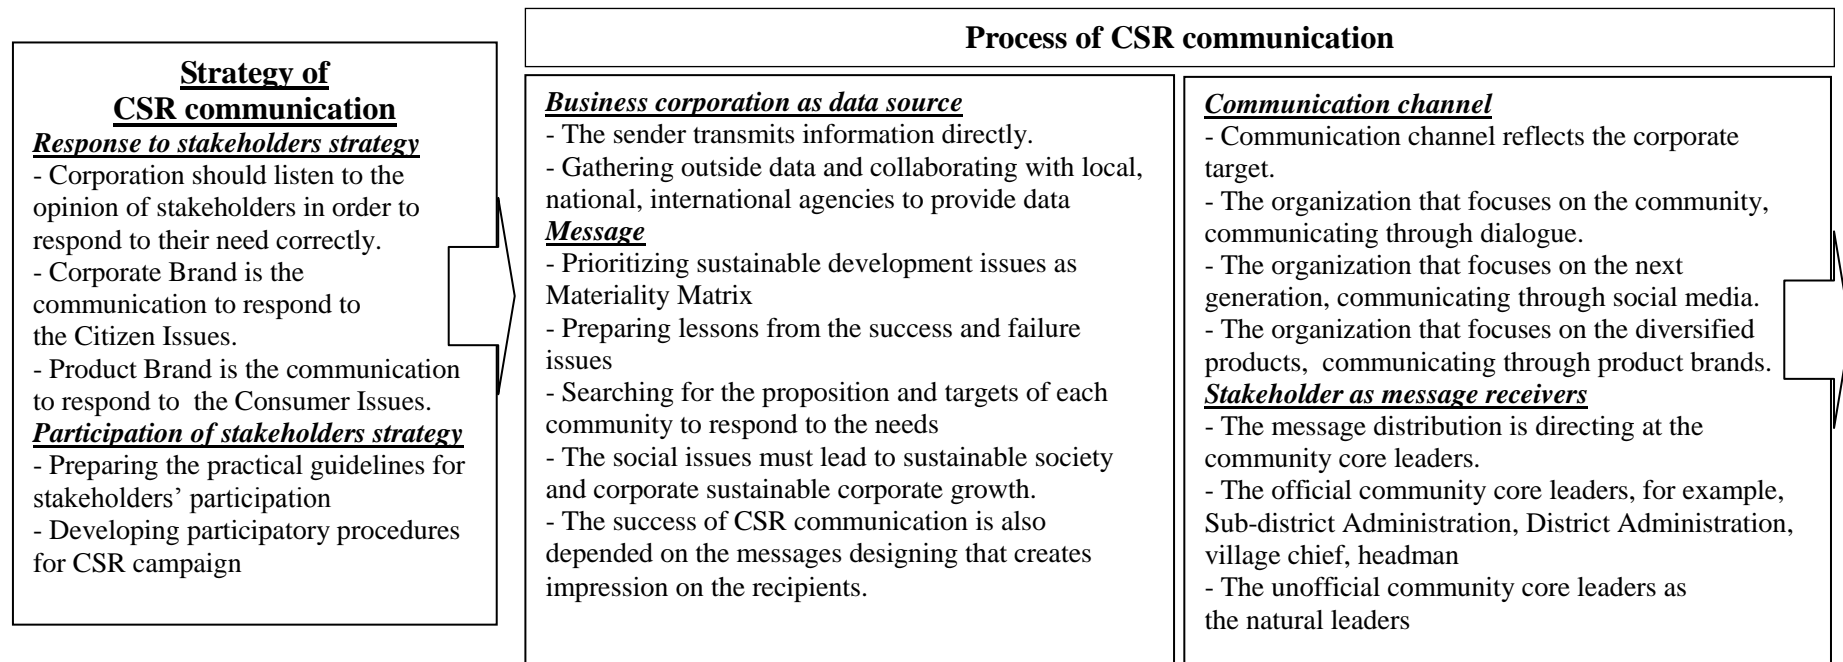 Strategy of
CSR communication
Response to stakeholders strategy
- Corporation should listen to the
opinion of stakeholders in order to
respond to their need correctly.
- Corporate Brand is the
communication to respond to
the Citizen Issues.
- Product Brand is the communication
to respond to  the Consumer Issues.
Participation of stakeholders strategy
- Preparing the practical guidelines for
stakeholders’ participation
- Developing participatory procedures
for CSR campaign
Process of CSR communication
Business corporation as data source
- The sender transmits information directly.
- Gathering outside data and collaborating with local,
national, international agencies to provide data
Message
- Prioritizing sustainable development issues as
Materiality Matrix
- Preparing lessons from the success and failure
issues
- Searching for the proposition and targets of each
community to respond to the needs
- The social issues must lead to sustainable society
and corporate sustainable corporate growth.
- The success of CSR communication is also
depended on the messages designing that creates
impression on the recipients.
Communication channel
- Communication channel reflects the corporate
target.
- The organization that focuses on the community,
communicating through dialogue.
- The organization that focuses on the next
generation, communicating through social media.
- The organization that focuses on the diversified
products,  communicating through product brands.
Stakeholder as message receivers
- The message distribution is directing at the
community core leaders.
- The official community core leaders, for example,
Sub-district Administration, District Administration,
village chief, headman
- The unofficial community core leaders as
the natural leaders